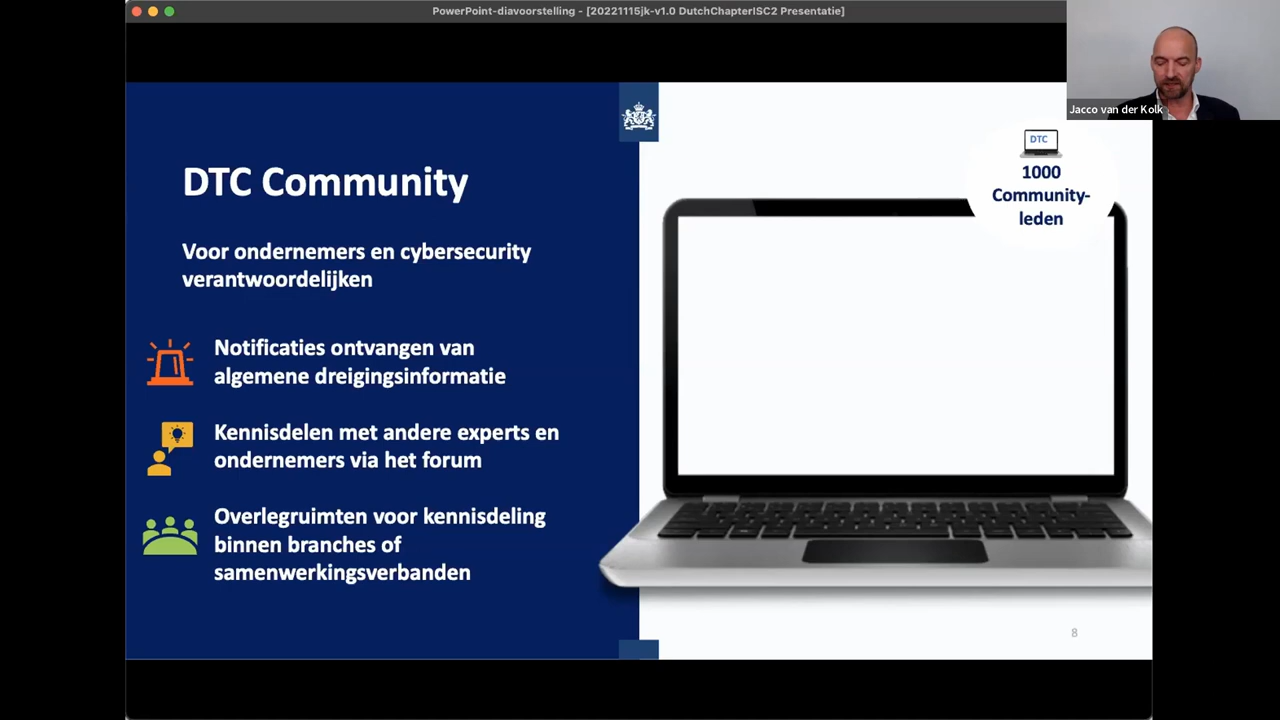 PowerPoint-diavoorstelling - [20221115jk-v1.0 DutchChapterISC2 Presentatie]
Jacco van der Kolk
DTC
1000
Community-
leden
DTC Community
Voor ondernemers en cybersecurity
verantwoordelijken
Notificaties ontvangen van
algemene dreigingsinformatie
Kennisdelen met andere experts en
ondernemers via het forum
Overlegruimten voor kennisdeling
binnen branches of
samenwerkingsverbanden
8